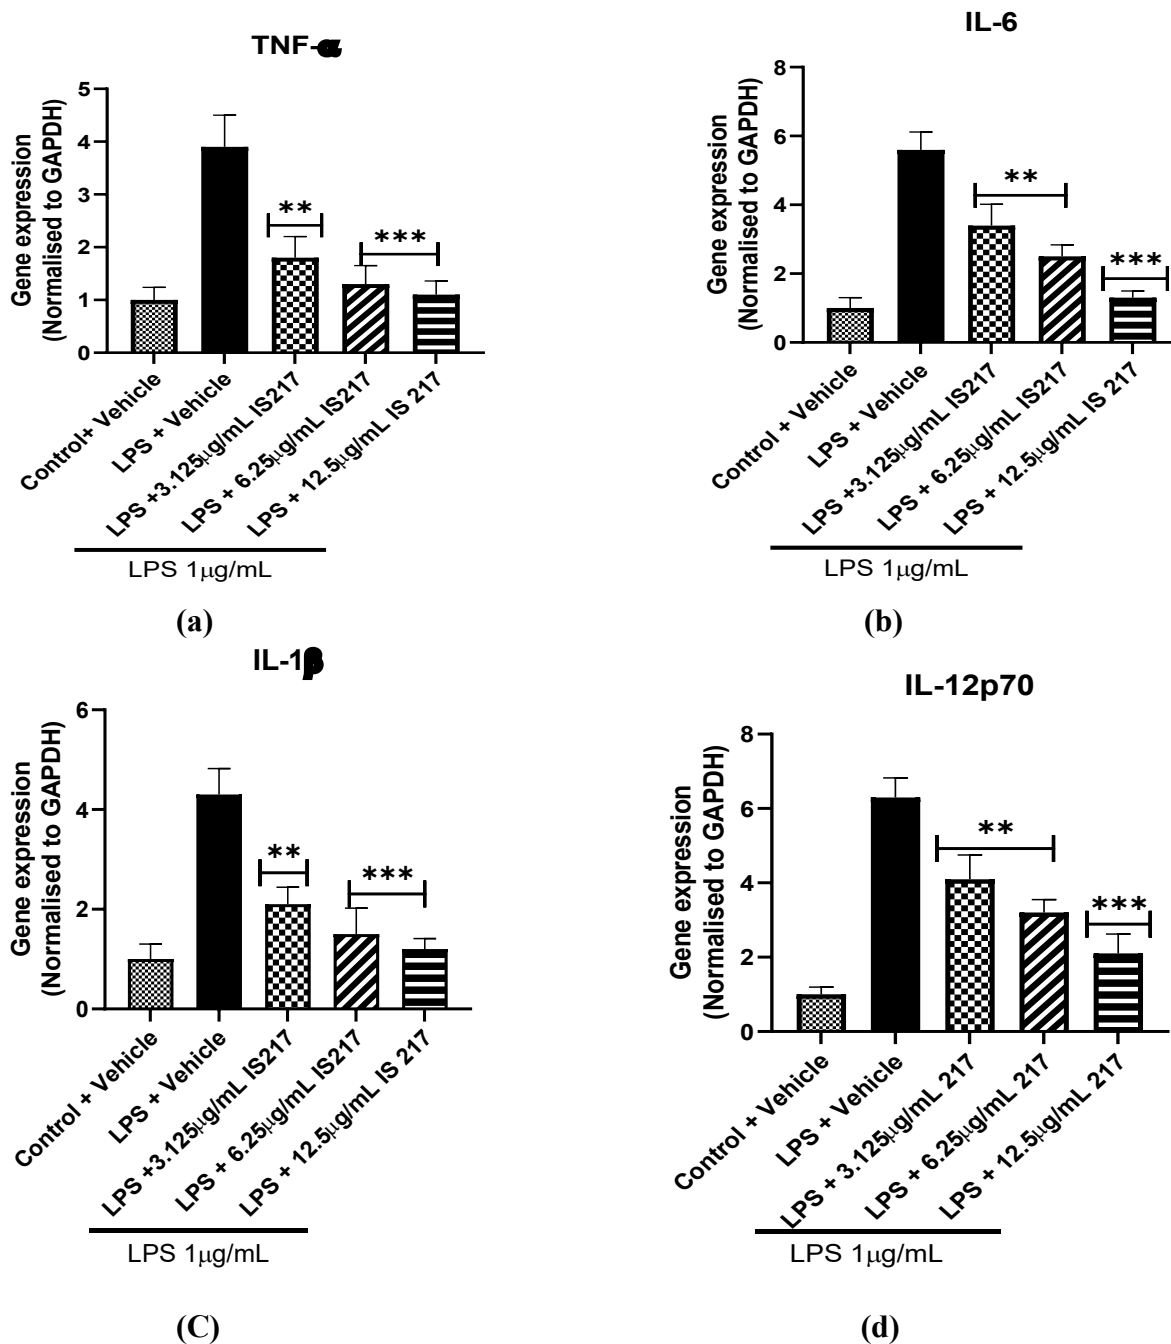 TNF-α
Gene expression
(Normalised to GAPDH)
5
4
3
2
1
0
**
***
Control+ Vehicle
LPS + Vehicle
LPS +3.125μg/mL IS217
LPS + 6.25μg/mL IS217
LPS + 12.5μg/mL IS 217
LPS 1μg/mL
(a)
IL-6
Gene expression
(Normalised to GAPDH)
8
6
4
2
0
**
***
Control + Vehicle
LPS + Vehicle
LPS +3.125μg/mL IS217
LPS + 6.25μg/mL IS217
LPS + 12.5μg/mL IS 217
LPS 1μg/mL
(b)
IL-1β
Gene expression
(Normalised to GAPDH)
6
4
2
0
**
***
Control + Vehicle
LPS + Vehicle
LPS +3.125μg/mL IS217
LPS + 6.25μg/mL IS217
LPS + 12.5μg/mL IS 217
LPS 1μg/mL
(C)
IL-12p70
Gene expression
(Normalised to GAPDH)
8
6
4
2
0
**
***
Control + Vehicle
LPS + Vehicle
LPS + 3.125μg/mL 217
LPS + 6.25μg/mL 217
LPS + 12.5μg/mL 217
LPS 1μg/mL
(d)